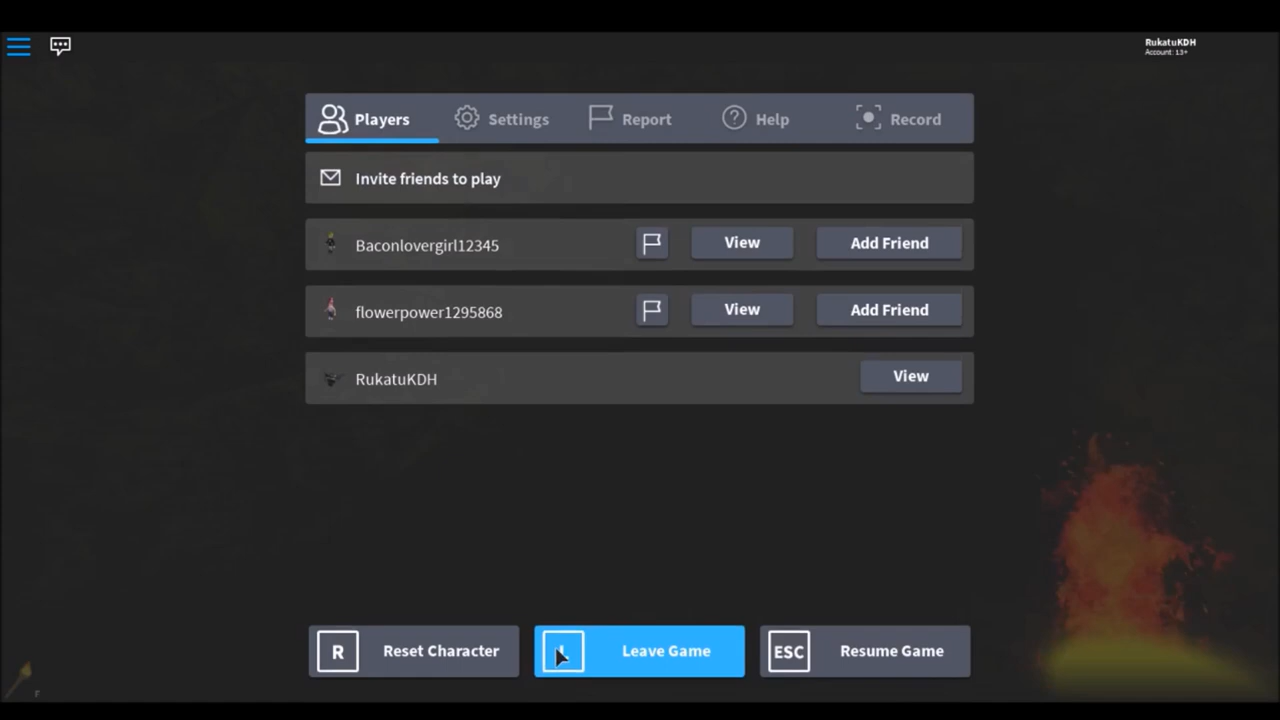 RukatuKDH
Account: 13+
Players
Settings
Report
Help
Record
Invite friends to play
Baconlovergirl12345
View
Add Friend
flowerpower1295868
View
Add Friend
RukatuKDH
View
R
Reset Character
Leave Game
ESC
Resume Game
F